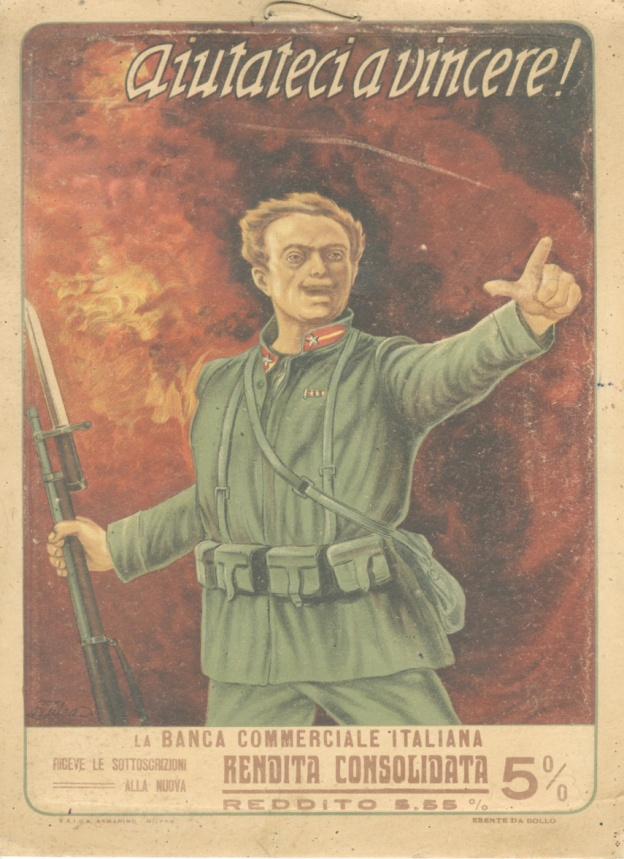 Aiutateci a vincere!
LA BANCA COMMERCIALE ITALIANA
RICEVE LE SOTTOSCRIZIONI
ALLA NUOVA
RENDITA CONSOLIDATA 5%
REDDITO 5.55 %
ESENTE DA BOLLO